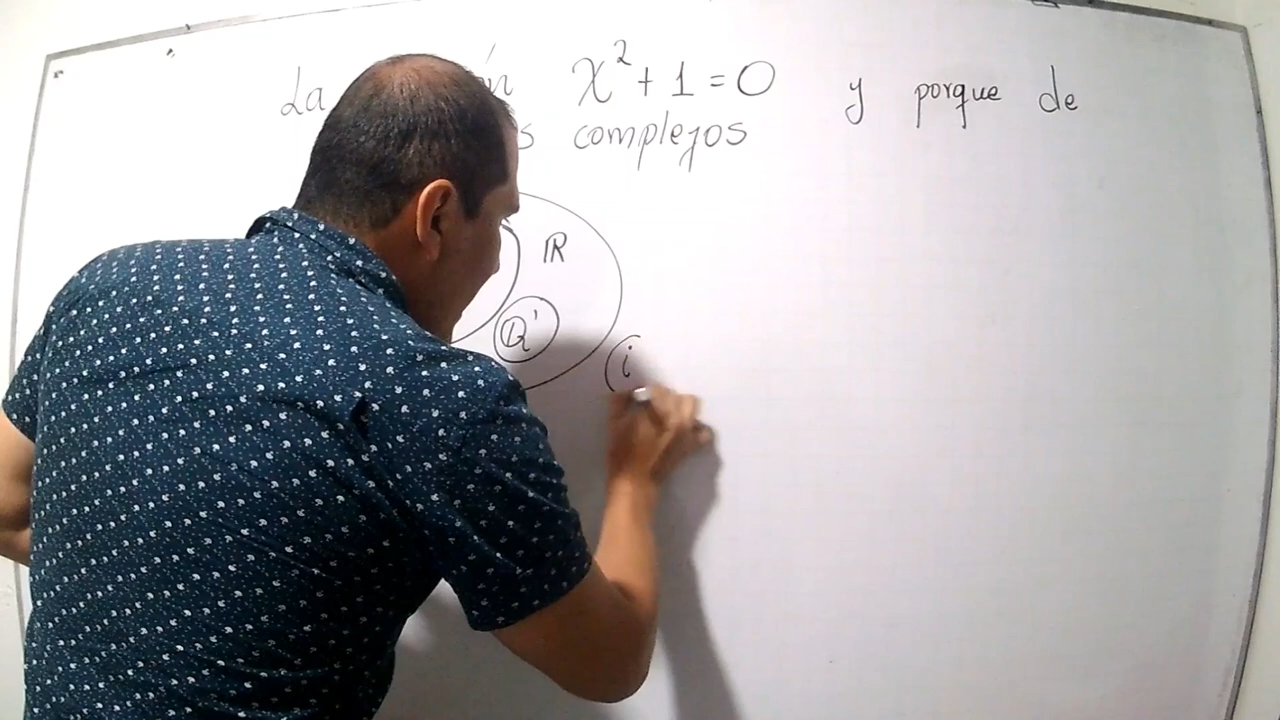 La x² + 1 = 0 y porque de
complejos
ℝ
Q'
i